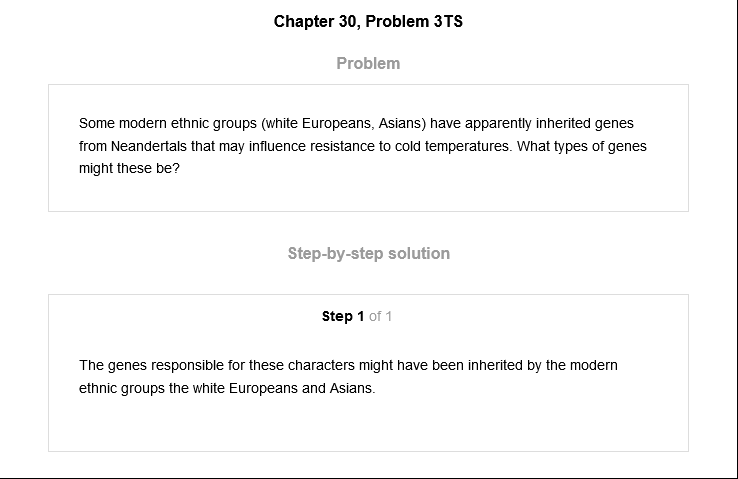 Chapter 30, Problem 3TS
Problem
Some modern ethnic groups (white Europeans, Asians) have apparently inherited genes
from Neandertals that may influence resistance to cold temperatures. What types of genes
might these be?
Step-by-step solution
Step 1 of 1
The genes responsible for these characters might have been inherited by the modern
ethnic groups the white Europeans and Asians.